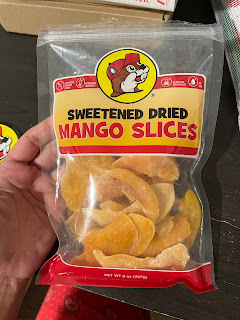 SWEETENED DRIED
MANGO SLICES
NET WT 8 oz (227g)